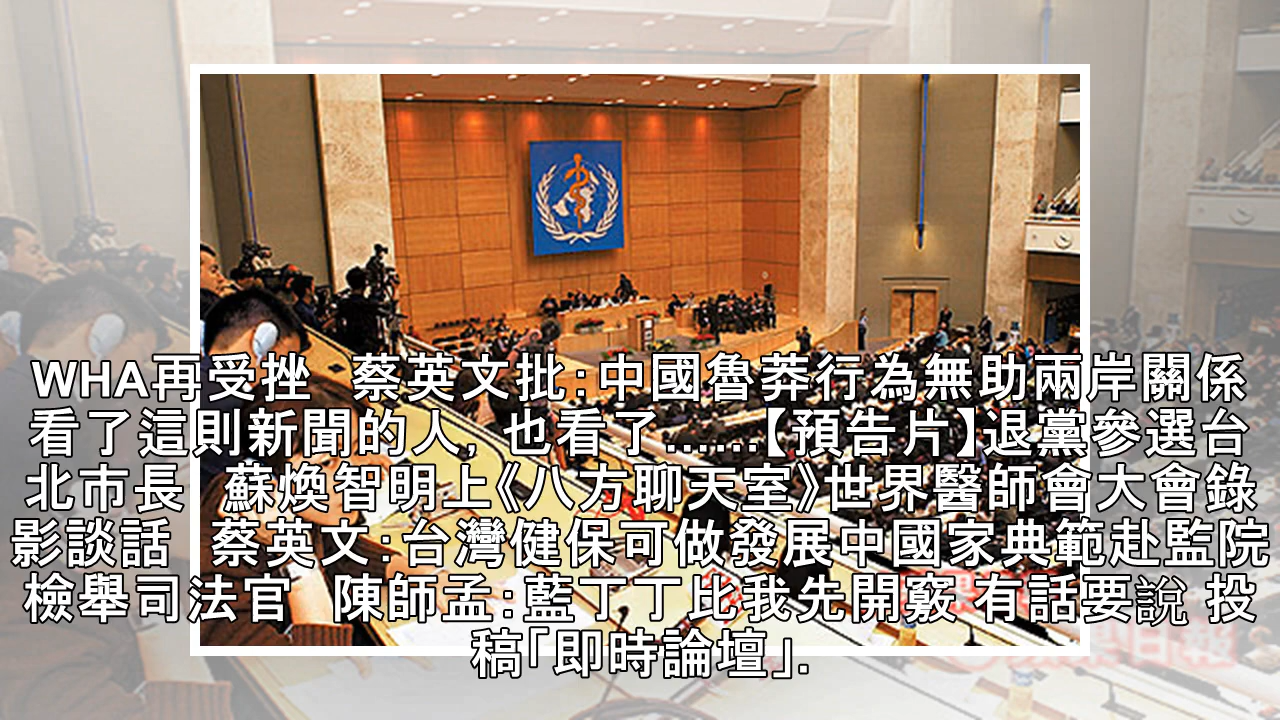 WHA再受挫 蔡英文批：中國魯莽行為無助兩岸關係
看了這則新聞的人, 也看了......【預告片】退黨參選台
北市長 蘇煥智明上《八方聊天室》世界醫師會大會錄
影談話 蔡英文：台灣健保可做發展中國家典範赴監院
檢舉司法官 陳師孟：藍丁丁比我先開竅 有話要說 投
稿「即時論壇」.